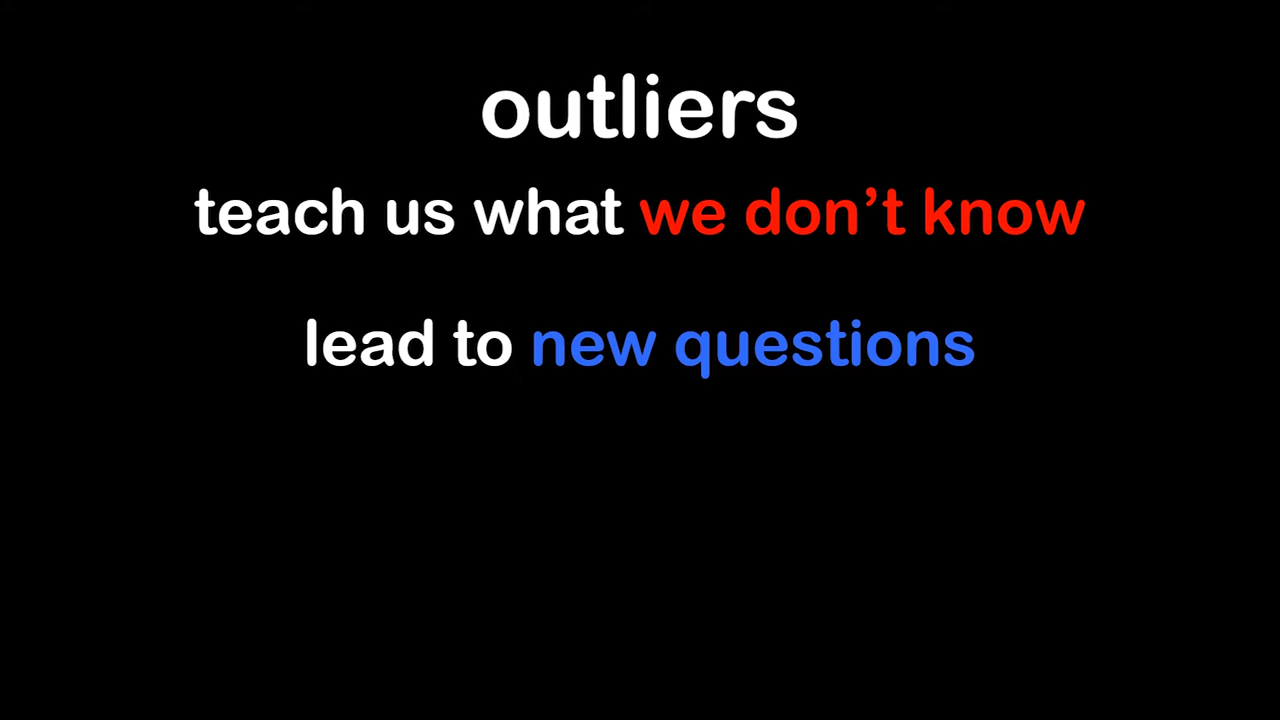 outliers
teach us what we don’t know
lead to new questions